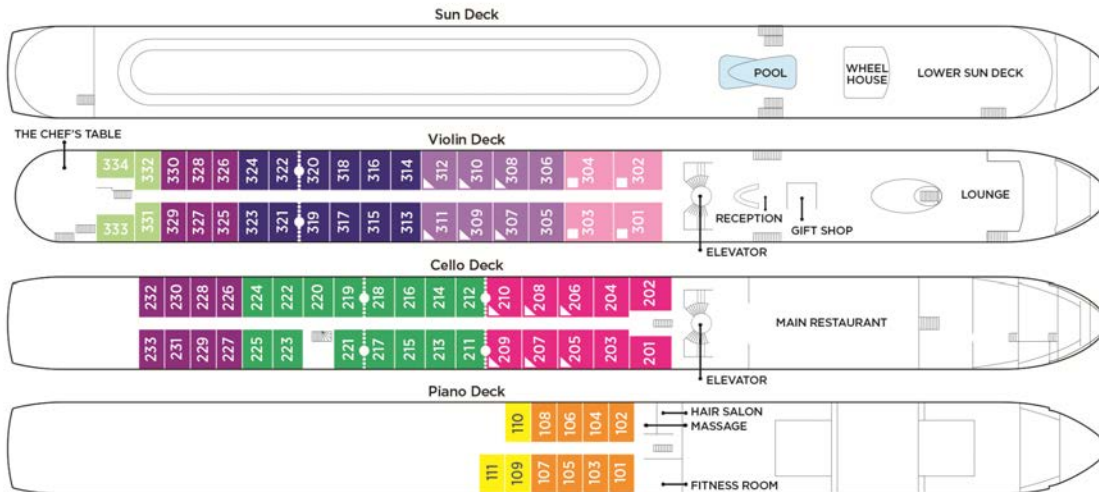 Sun Deck
POOL
WHEEL
HOUSE
LOWER SUN DECK
THE CHEF'S TABLE
Violin Deck
334 332 330 328 326 324 322 320 318 316 314 312 310 308 306 304 302
333 331 329 327 325 323 321 319 317 315 313 311 309 307 305 303 301
RECEPTION
GIFT SHOP
LOUNGE
ELEVATOR
Cello Deck
232 230 228 226 224 222 220 219 218 216 214 212 210 208 206 204 202
233 231 229 227 225 223 221 217 215 213 211 209 207 205 203 201
MAIN RESTAURANT
ELEVATOR
Piano Deck
110 108 106 104 102
111 109 107 105 103 101
HAIR SALON
MASSAGE
FITNESS ROOM